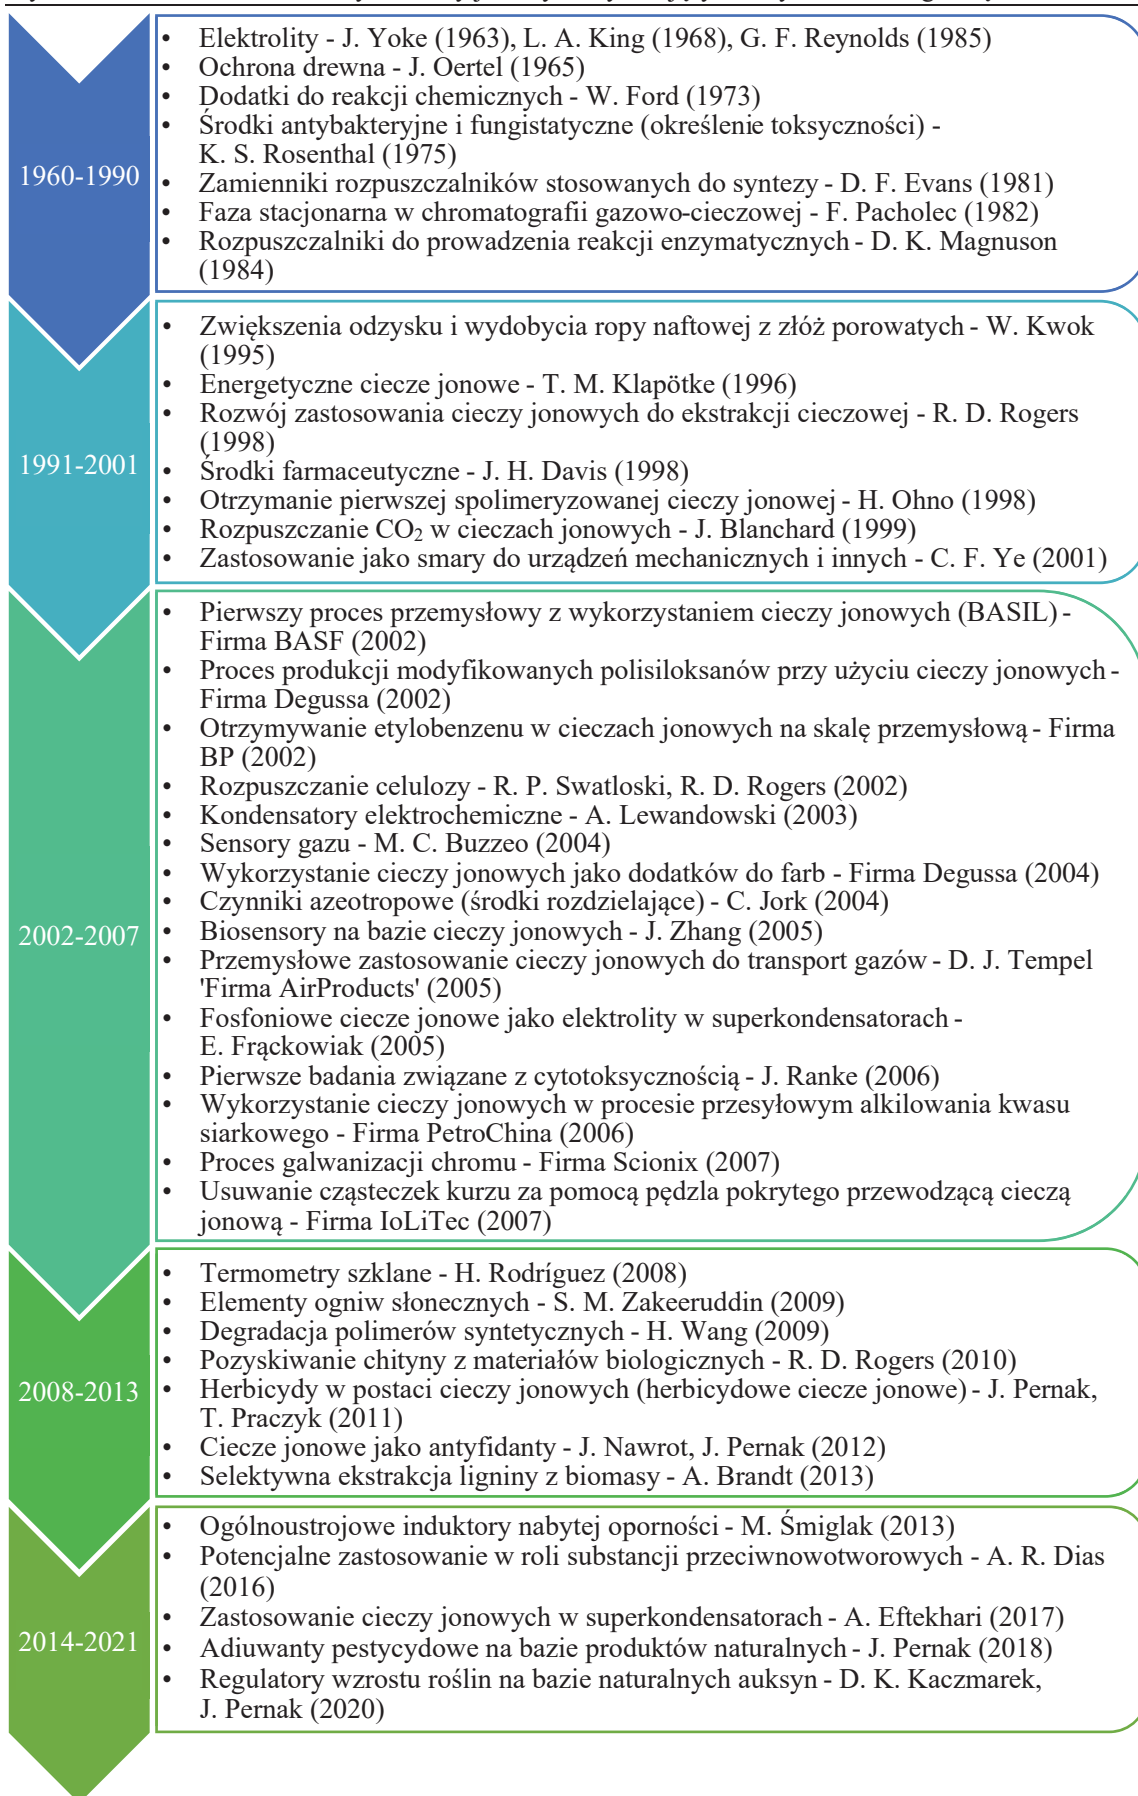 1960-1990
• Elektrolity - J. Yoke (1963), L. A. King (1968), G. F. Reynolds (1985)
• Ochrona drewna - J. Oertel (1965)
• Dodatki do reakcji chemicznych - W. Ford (1973)
• Środki antybakteryjne i fungistatyczne (określenie toksyczności) -
K. S. Rosenthal (1975)
• Zamienniki rozpuszczalników stosowanych do syntezy - D. F. Evans (1981)
• Faza stacjonarna w chromatografii gazowo-cieczowej - F. Pacholec (1982)
• Rozpuszczalniki do prowadzenia reakcji enzymatycznych - D. K. Magnuson
(1984)
1991-2001
• Zwiększenia odzysku i wydobycia ropy naftowej z złóż porowatych - W. Kwok
(1995)
• Energetyczne ciecze jonowe - T. M. Klapötke (1996)
• Rozwój zastosowania cieczy jonowych do ekstrakcji cieczowej - R. D. Rogers
(1998)
• Środki farmaceutyczne - J. H. Davis (1998)
• Otrzymanie pierwszej spolimeryzowanej cieczy jonowej - H. Ohno (1998)
• Rozpuszczanie CO₂ w cieczach jonowych - J. Blanchard (1999)
• Zastosowanie jako smary do urządzeń mechanicznych i innych - C. F. Ye (2001)
2002-2007
• Pierwszy proces przemysłowy z wykorzystaniem cieczy jonowych (BASIL) -
Firma BASF (2002)
• Proces produkcji modyfikowanych polisiloksanów przy użyciu cieczy jonowych -
Firma Degussa (2002)
• Otrzymywanie etylobenzenu w cieczach jonowych na skalę przemysłową - Firma
BP (2002)
• Rozpuszczanie celulozy - R. P. Swatloski, R. D. Rogers (2002)
• Kondensatory elektrochemiczne - A. Lewandowski (2003)
• Sensory gazu - M. C. Buzzeo (2004)
• Wykorzystanie cieczy jonowych jako dodatków do farb - Firma Degussa (2004)
• Czynniki azeotropowe (środki rozdzielające) - C. Jork (2004)
• Biosensory na bazie cieczy jonowych - J. Zhang (2005)
• Przemysłowe zastosowanie cieczy jonowych do transport gazów - D. J. Tempel
'Firma AirProducts' (2005)
• Fosfoniowe ciecze jonowe jako elektrolity w superkondensatorach -
E. Frąckowiak (2005)
• Pierwsze badania związane z cytotoksycznością - J. Ranke (2006)
• Wykorzystanie cieczy jonowych w procesie przesyłowym alkilowania kwasu
siarkowego - Firma PetroChina (2006)
• Proces galwanizacji chromu - Firma Scionix (2007)
• Usuwanie cząsteczek kurzu za pomocą pędzla pokrytego przewodzącą cieczą
jonową - Firma IoLiTec (2007)
2008-2013
• Termometry szklane - H. Rodríguez (2008)
• Elementy ogniw słonecznych - S. M. Zakeeruddin (2009)
• Degradacja polimerów syntetycznych - H. Wang (2009)
• Pozyskiwanie chityny z materiałów biologicznych - R. D. Rogers (2010)
• Herbicydy w postaci cieczy jonowych (herbicydowe ciecze jonowe) - J. Pernak,
T. Praczyk (2011)
• Ciecze jonowe jako antyfidanty - J. Nawrot, J. Pernak (2012)
• Selektywna ekstrakcja ligniny z biomasy - A. Brandt (2013)
2014-2021
• Ogólnoustrojowe induktory nabytej oporności - M. Śmiglak (2013)
• Potencjalne zastosowanie w roli substancji przeciwnowotworowych - A. R. Dias
(2016)
• Zastosowanie cieczy jonowych w superkondensatorach - A. Eftekhari (2017)
• Adiuwanty pestycydowe na bazie produktów naturalnych - J. Pernak (2018)
• Regulatory wzrostu roślin na bazie naturalnych auksyn - D. K. Kaczmarek,
J. Pernak (2020)